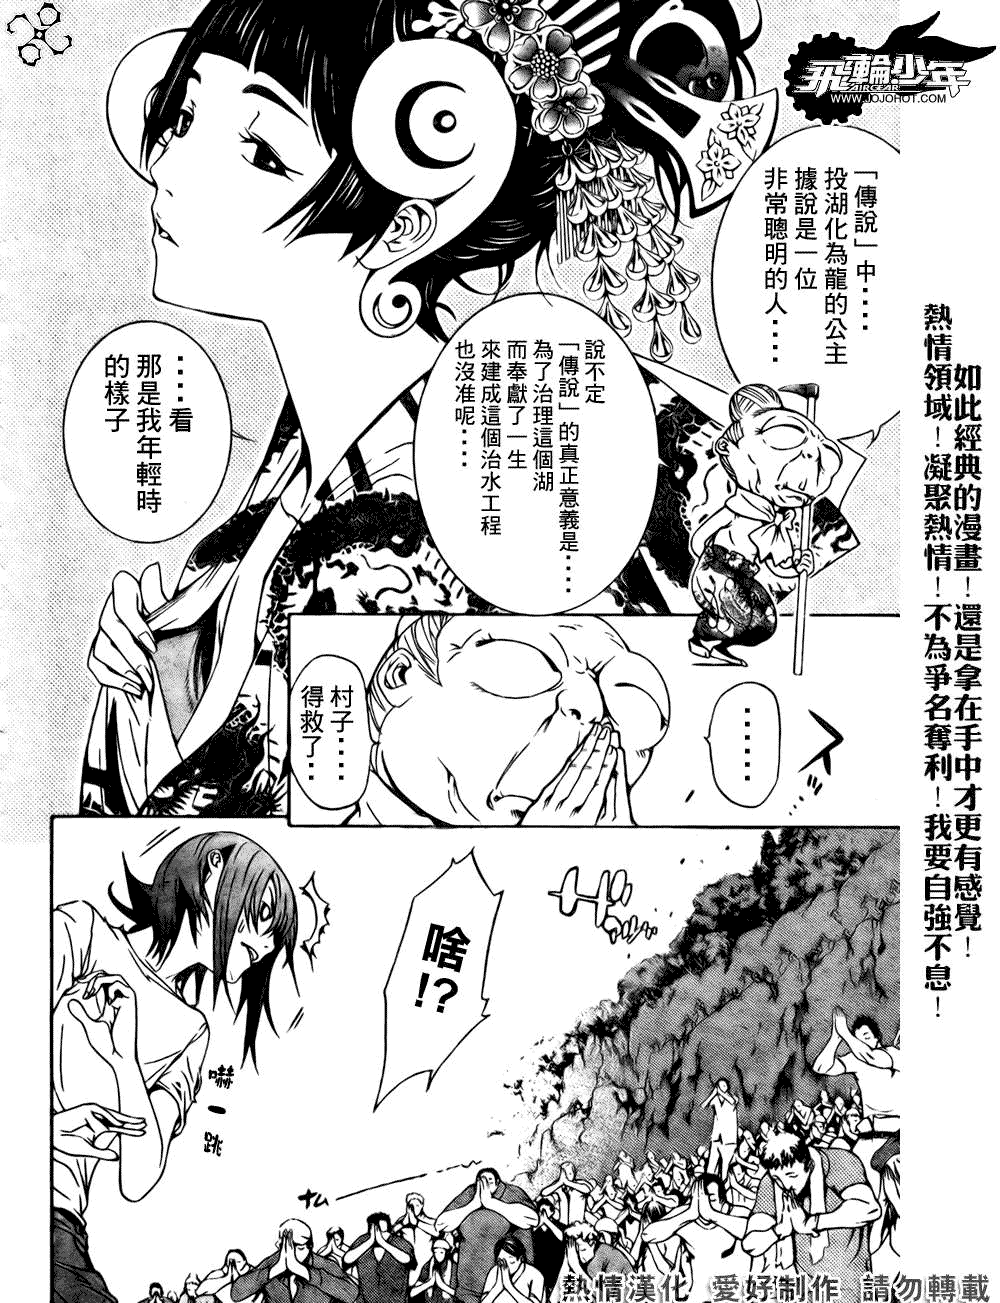 飛輪少年
AIRGEAR
WWW.JOJOHOT.COM
「傳說」中‥‥
投湖化為龍的公主
據說是一位
非常聰明的人‥‥
說不定
「傳說」的真正意義是‥‥
為了治理這個湖
而奉獻了一生
來建成這個治水工程
也沒准呢‥‥
‥‥看
那是我年輕時
的樣子
‥‥
村子‥‥
得救了‥
啥!?
嚇一跳
ナム
如此經典的漫畫！還是拿在手中才更有感覺！
熱情領域！凝聚熱情！不為爭名奪利！我要自強不息！
熱情漢化 愛好制作 請勿轉載